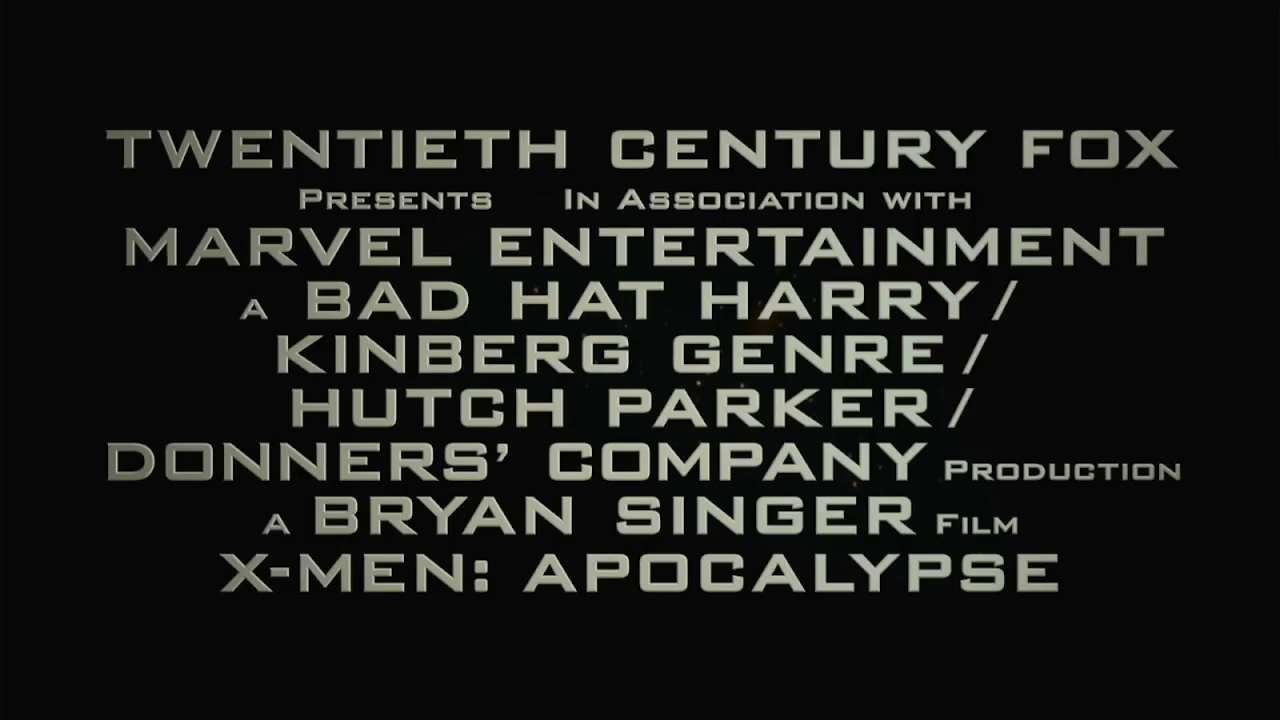 TWENTIETH CENTURY FOX
PRESENTS IN ASSOCIATION WITH
MARVEL ENTERTAINMENT
A BAD HAT HARRY/
KINBERG GENRE/
HUTCH PARKER/
DONNERS' COMPANY PRODUCTION
A BRYAN SINGER FILM
X-MEN: APOCALYPSE